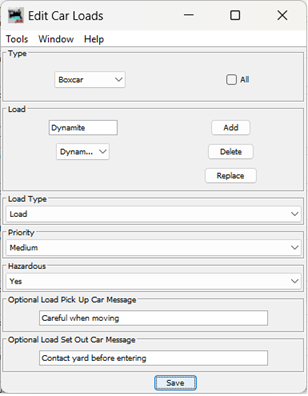 Edit Car Loads
Tools Window Help
Type
Boxcar All
Load
Dynamite Add
Dynam... Delete
Replace
Load Type
Load
Priority
Medium
Hazardous
Yes
Optional Load Pick Up Car Message
Careful when moving
Optional Load Set Out Car Message
Contact yard before entering
Save